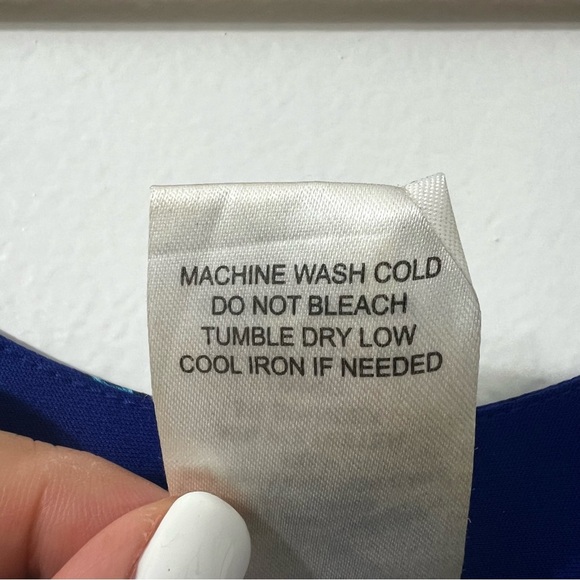 MACHINE WASH COLD
DO NOT BLEACH
TUMBLE DRY LOW
COOL IRON IF NEEDED